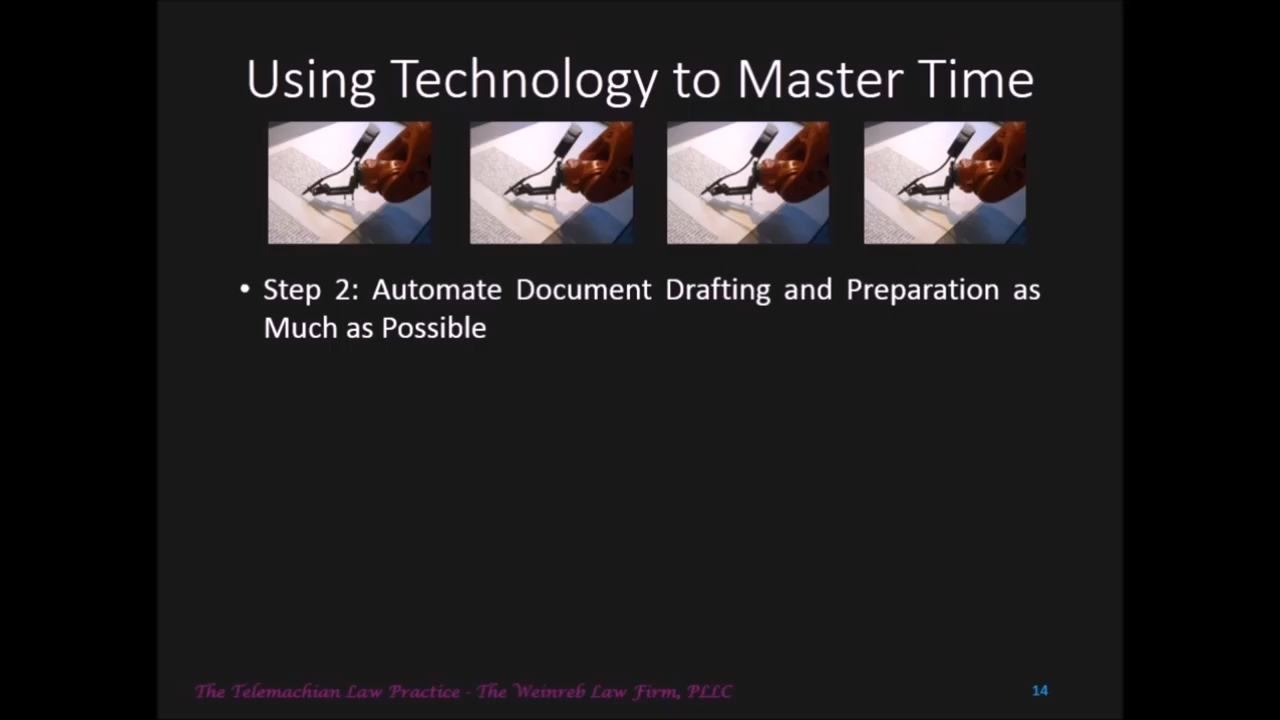 Using Technology to Master Time
• Step 2: Automate Document Drafting and Preparation as
Much as Possible
The Telemachian Law Practice - The Weinreb Law Firm, PLLC
14